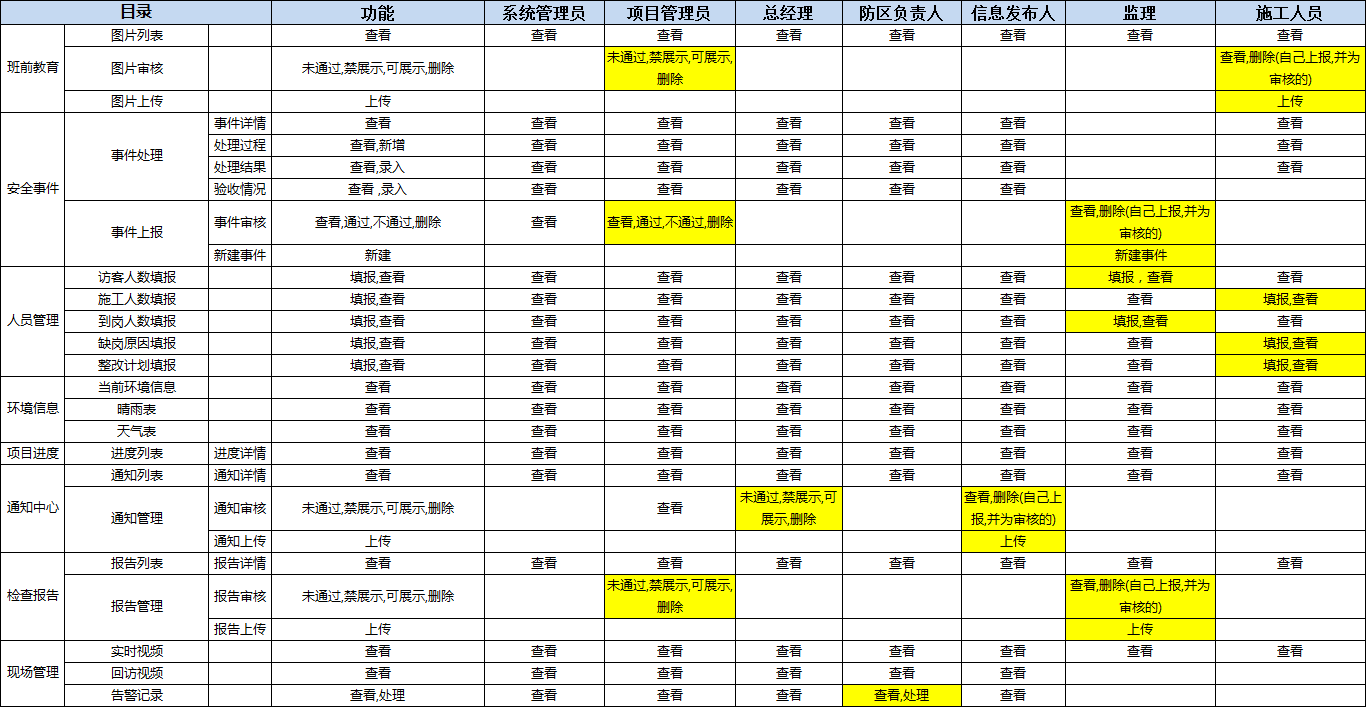 目录 功能 系统管理员 项目管理员 总经理 防区负责人 信息发布人 监理 施工人员
班前教育 图片列表 查看 查看 查看 查看 查看 查看 查看 查看
图片审核 未通过,禁展示,可展示,删除 未通过,禁展示,可展示,删除 查看,删除(自己上报,并为审核的)
图片上传 上传 上传
安全事件 事件处理 事件详情 查看 查看 查看 查看 查看 查看 查看
处理过程 查看,新增 查看 查看 查看 查看 查看 查看
处理结果 查看,录入 查看 查看 查看 查看 查看 查看
验收情况 查看 ,录入 查看 查看 查看 查看 查看
事件上报 事件审核 查看,通过,不通过,删除 查看 查看,通过,不通过,删除 查看,删除(自己上报,并为审核的)
新建事件 新建 新建事件
人员管理 访客人数填报 填报,查看 查看 查看 查看 查看 查看 填报，查看 查看
施工人数填报 填报,查看 查看 查看 查看 查看 查看 查看 填报,查看
到岗人数填报 填报,查看 查看 查看 查看 查看 查看 填报,查看 查看
缺岗原因填报 填报,查看 查看 查看 查看 查看 查看 查看 填报,查看
整改计划填报 填报,查看 查看 查看 查看 查看 查看 查看 填报,查看
环境信息 当前环境信息 查看 查看 查看 查看 查看 查看 查看 查看
晴雨表 查看 查看 查看 查看 查看 查看 查看 查看
天气表 查看 查看 查看 查看 查看 查看 查看 查看
项目进度 进度列表 进度详情 查看 查看 查看 查看 查看 查看 查看 查看
通知中心 通知列表 通知详情 查看 查看 查看 查看 查看 查看 查看 查看
通知管理 通知审核 未通过,禁展示,可展示,删除 查看 未通过,禁展示,可展示,删除 查看,删除(自己上报,并为审核的)
通知上传 上传 上传
检查报告 报告列表 报告详情 查看 查看 查看 查看 查看 查看 查看 查看
报告管理 报告审核 未通过,禁展示,可展示,删除 未通过,禁展示,可展示,删除 查看,删除(自己上报,并为审核的)
报告上传 上传 上传
现场管理 实时视频 查看 查看 查看 查看 查看 查看 查看 查看
回访视频 查看 查看 查看 查看 查看 查看
告警记录 查看,处理 查看 查看 查看 查看,处理 查看